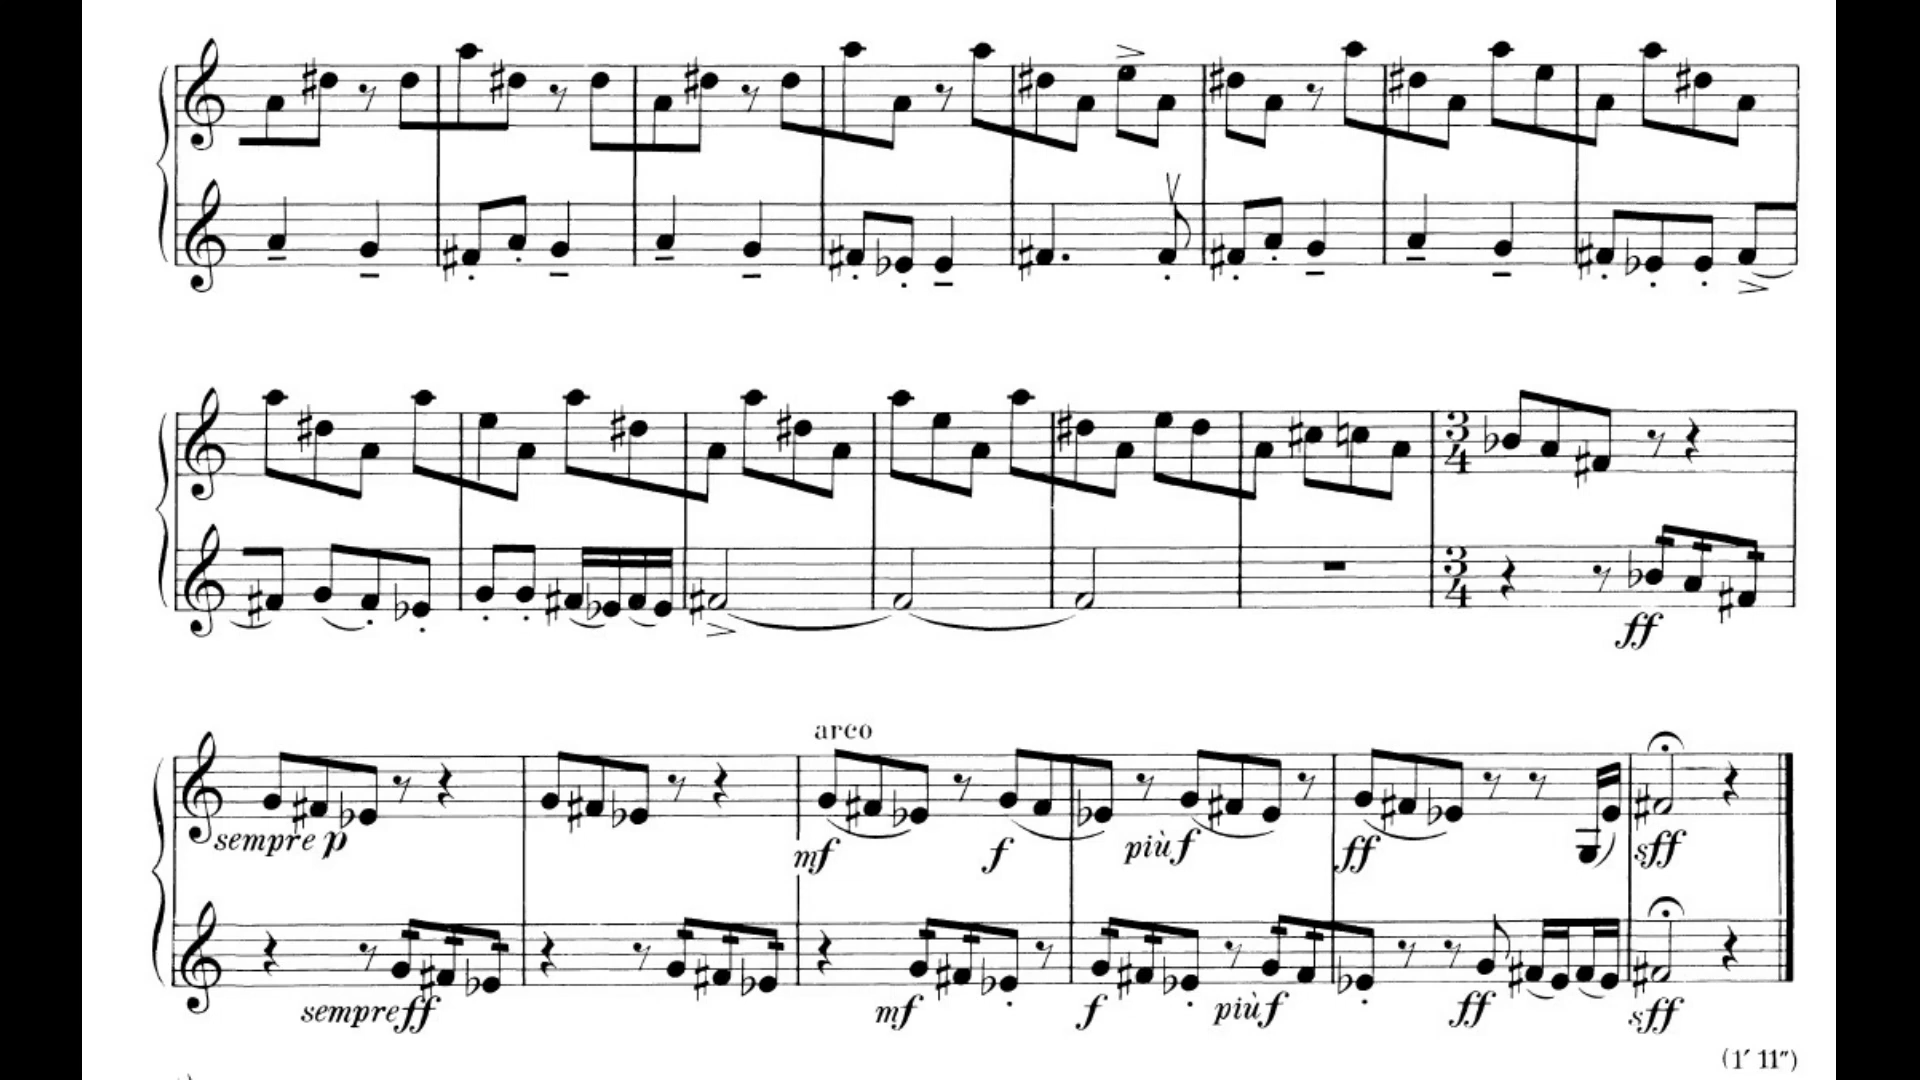 3 3
4 4
ff
arco
sempre p mf f più f ff sff
sempre ff mf f più f ff sff
(1′ 11″)